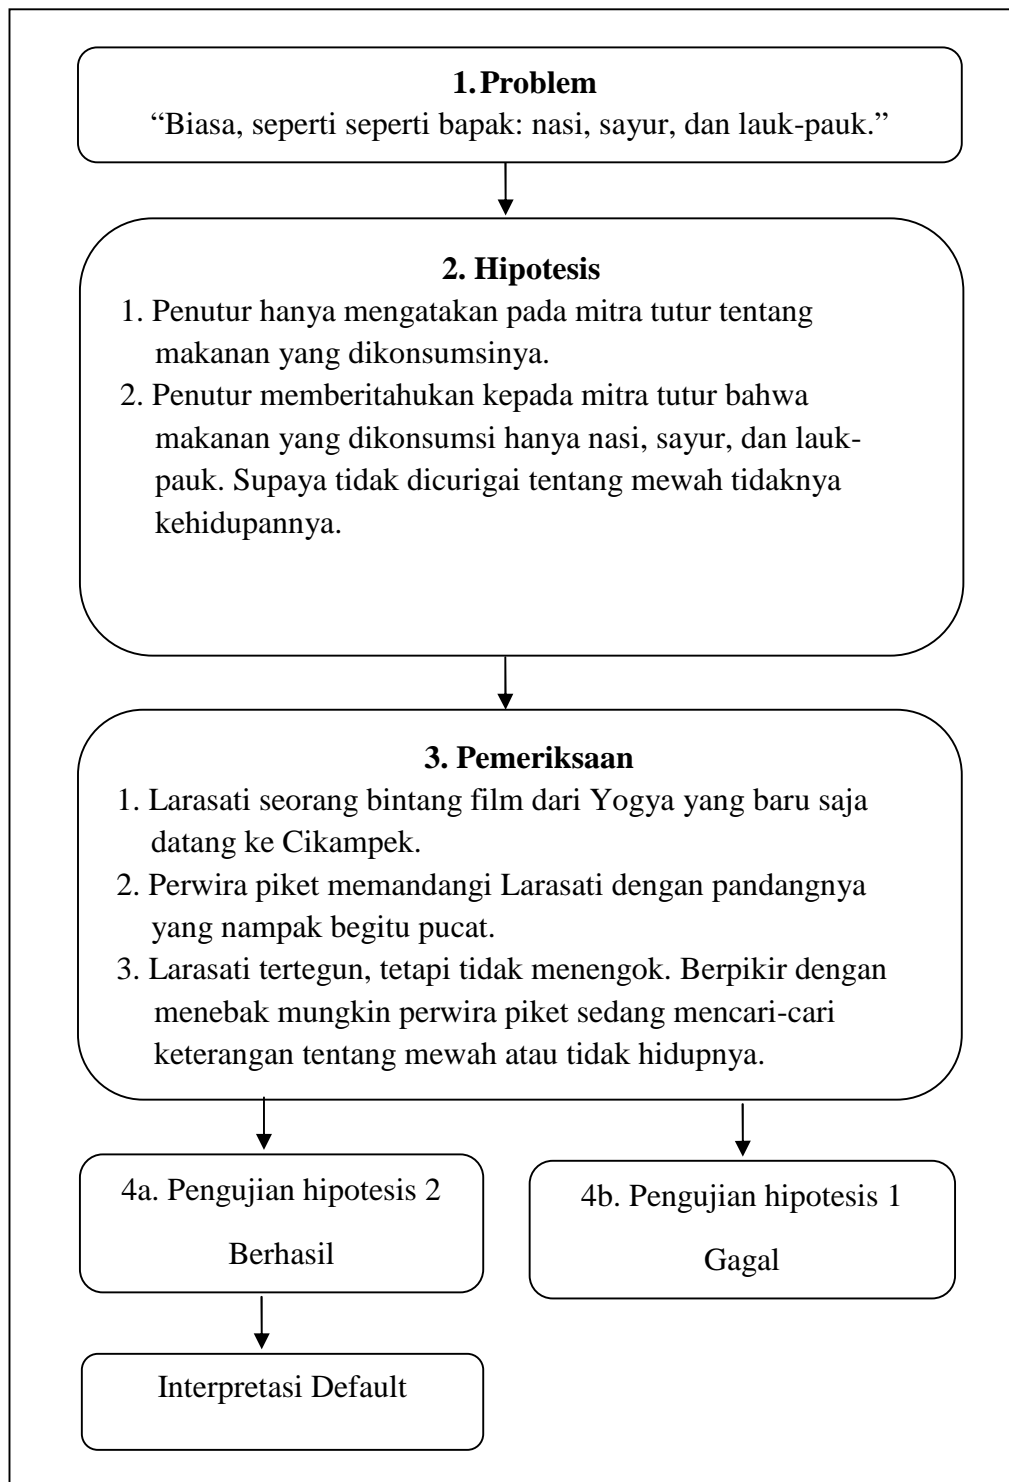 1. Problem
“Biasa, seperti seperti bapak: nasi, sayur, dan lauk-pauk.”
2. Hipotesis
1. Penutur hanya mengatakan pada mitra tutur tentang
makanan yang dikonsumsinya.
2. Penutur memberitahukan kepada mitra tutur bahwa
makanan yang dikonsumsi hanya nasi, sayur, dan lauk-
pauk. Supaya tidak dicurigai tentang mewah tidaknya
kehidupannya.
3. Pemeriksaan
1. Larasati seorang bintang film dari Yogya yang baru saja
datang ke Cikampek.
2. Perwira piket memandangi Larasati dengan pandangnya
yang nampak begitu pucat.
3. Larasati tertegun, tetapi tidak menengok. Berpikir dengan
menebak mungkin perwira piket sedang mencari-cari
keterangan tentang mewah atau tidak hidupnya.
4a. Pengujian hipotesis 2
Berhasil
4b. Pengujian hipotesis 1
Gagal
Interpretasi Default